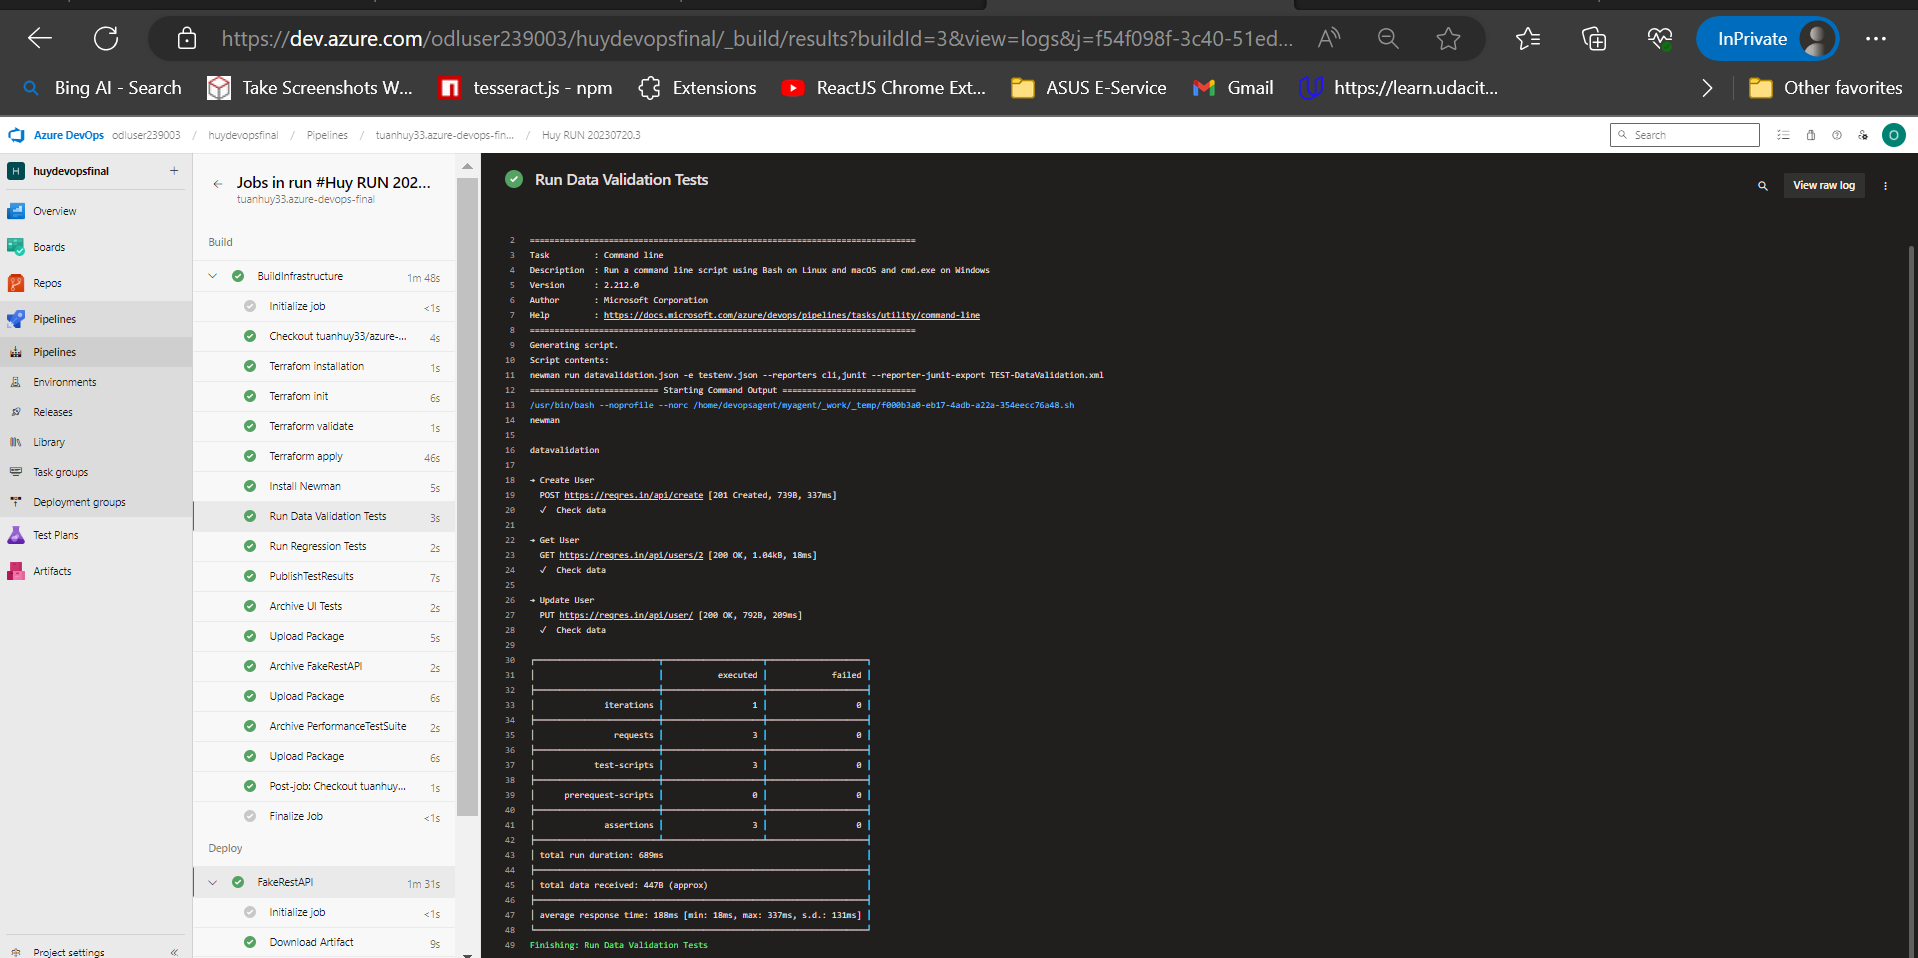 https://dev.azure.com/odluser239003/huydevopsfinal/_build/results?buildId=3&view=logs&j=f54f098f-3c40-51ed...
InPrivate
Bing AI - Search
Take Screenshots W...
tesseract.js - npm
Extensions
ReactJS Chrome Ext...
ASUS E-Service
Gmail
https://learn.udacit...
Other favorites
Azure DevOps odluser239003 / huydevopsfinal / Pipelines / tuanhuy33.azure-devops-fin... / Huy RUN 20230720.3
Search
O
H huydevopsfinal +
Overview
Boards
Repos
Pipelines
Pipelines
Environments
Releases
Library
Task groups
Deployment groups
Test Plans
Artifacts
Project settings
Jobs in run #Huy RUN 202...
tuanhuy33.azure-devops-final
Build
BuildInfrastructure 1m 48s
Initialize job <1s
Checkout tuanhuy33/azure-... 4s
Terrafom installation 1s
Terrafom init 6s
Terraform validate 1s
Terraform apply 46s
Install Newman 5s
Run Data Validation Tests 3s
Run Regression Tests 2s
PublishTestResults 7s
Archive UI Tests 2s
Upload Package 5s
Archive FakeRestAPI 2s
Upload Package 6s
Archive PerformanceTestSuite 2s
Upload Package 6s
Post-job: Checkout tuanhuy... 1s
Finalize Job <1s
Deploy
FakeRestAPI 1m 31s
Initialize job <1s
Download Artifact 9s
Run Data Validation Tests
View raw log
2 ==============================================================================
3 Task : Command line
4 Description : Run a command line script using Bash on Linux and macOS and cmd.exe on Windows
5 Version : 2.212.0
6 Author : Microsoft Corporation
7 Help : https://docs.microsoft.com/azure/devops/pipelines/tasks/utility/command-line
8 ==============================================================================
9 Generating script.
10 Script contents:
11 newman run datavalidation.json -e testenv.json --reporters cli,junit --reporter-junit-export TEST-DataValidation.xml
12 ========================== Starting Command Output ===========================
13 /usr/bin/bash --noprofile --norc /home/devopsagent/myagent/_work/_temp/f000b3a0-eb17-4adb-a22a-354eecc76a48.sh
14 newman
15
16 datavalidation
17
18 → Create User
19 POST https://reqres.in/api/create [201 Created, 739B, 337ms]
20 ✓ Check data
21
22 → Get User
23 GET https://reqres.in/api/users/2 [200 OK, 1.04kB, 18ms]
24 ✓ Check data
25
26 → Update User
27 PUT https://reqres.in/api/user/ [200 OK, 792B, 209ms]
28 ✓ Check data
29
30
31 executed failed
32
33 iterations 1 0
34
35 requests 3 0
36
37 test-scripts 3 0
38
39 prerequest-scripts 0 0
40
41 assertions 3 0
42
43 total run duration: 689ms
44
45 total data received: 447B (approx)
46
47 average response time: 188ms [min: 18ms, max: 337ms, s.d.: 131ms]
48
49 Finishing: Run Data Validation Tests